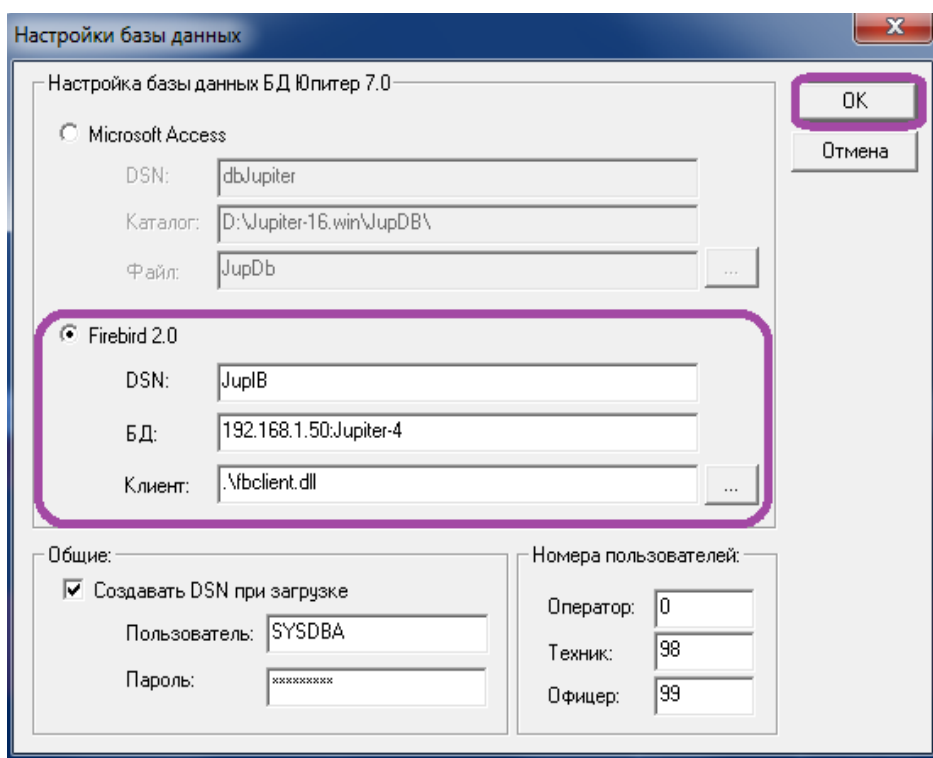 Настройки базы данных
Настройка базы данных БД Юпитер 7.0
OK
Отмена
Microsoft Access
DSN: dbJupiter
Каталог: D:\Jupiter-16.win\JupDB\
Файл: JupDb ...
Firebird 2.0
DSN: JupIB
БД: 192.168.1.50:Jupiter-4
Клиент: .\fbclient.dll ...
Общие:
Создавать DSN при загрузке
Пользователь: SYSDBA
Пароль: ×××××××××
Номера пользователей:
Оператор: 0
Техник: 98
Офицер: 99